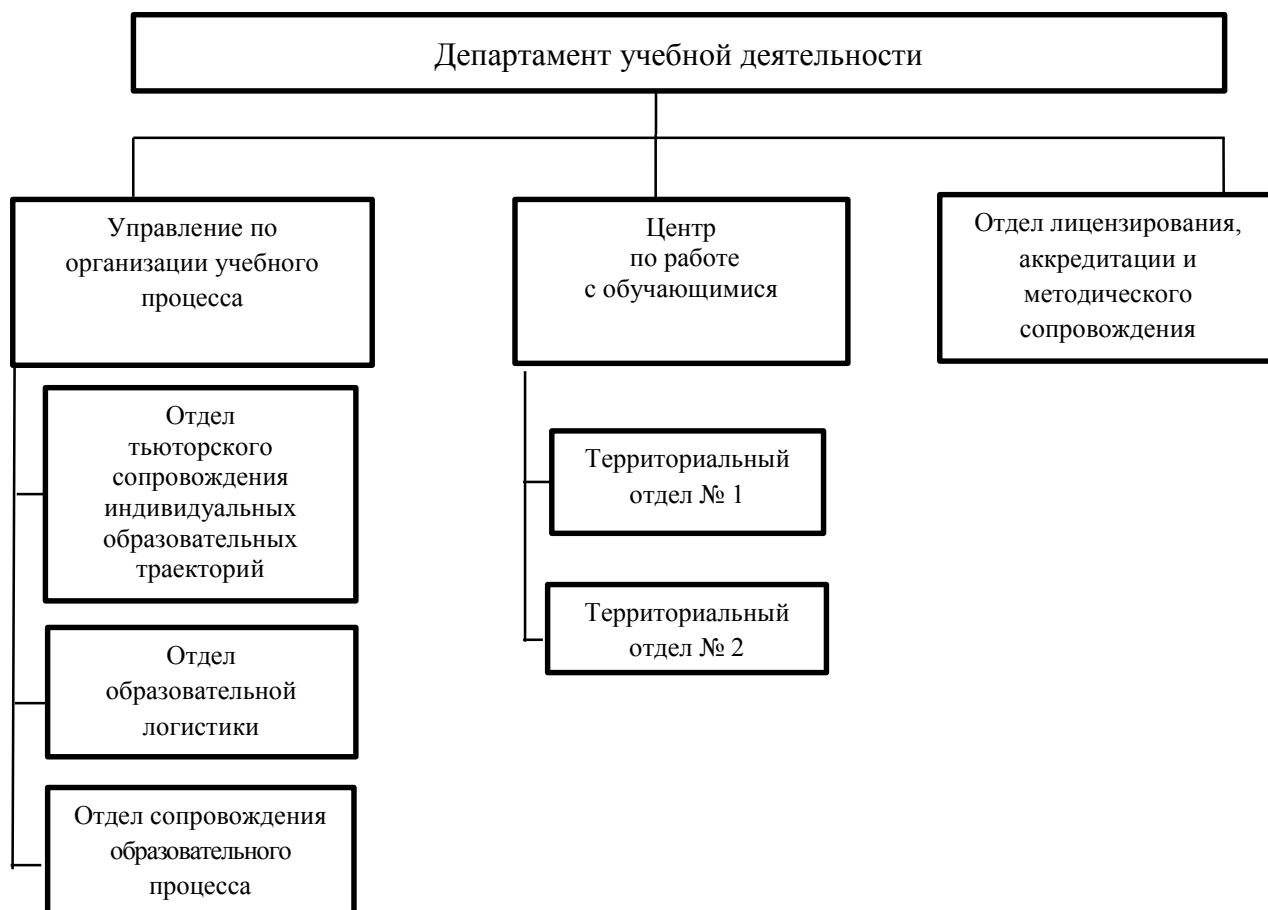 Департамент учебной деятельности
Управление по
организации учебного
процесса
Центр
по работе
с обучающимися
Отдел лицензирования,
аккредитации и
методического
сопровождения
Отдел
тьюторского
сопровождения
индивидуальных
образовательных
траекторий
Отдел
образовательной
логистики
Отдел сопровождения
образовательного
процесса
Территориальный
отдел № 1
Территориальный
отдел № 2